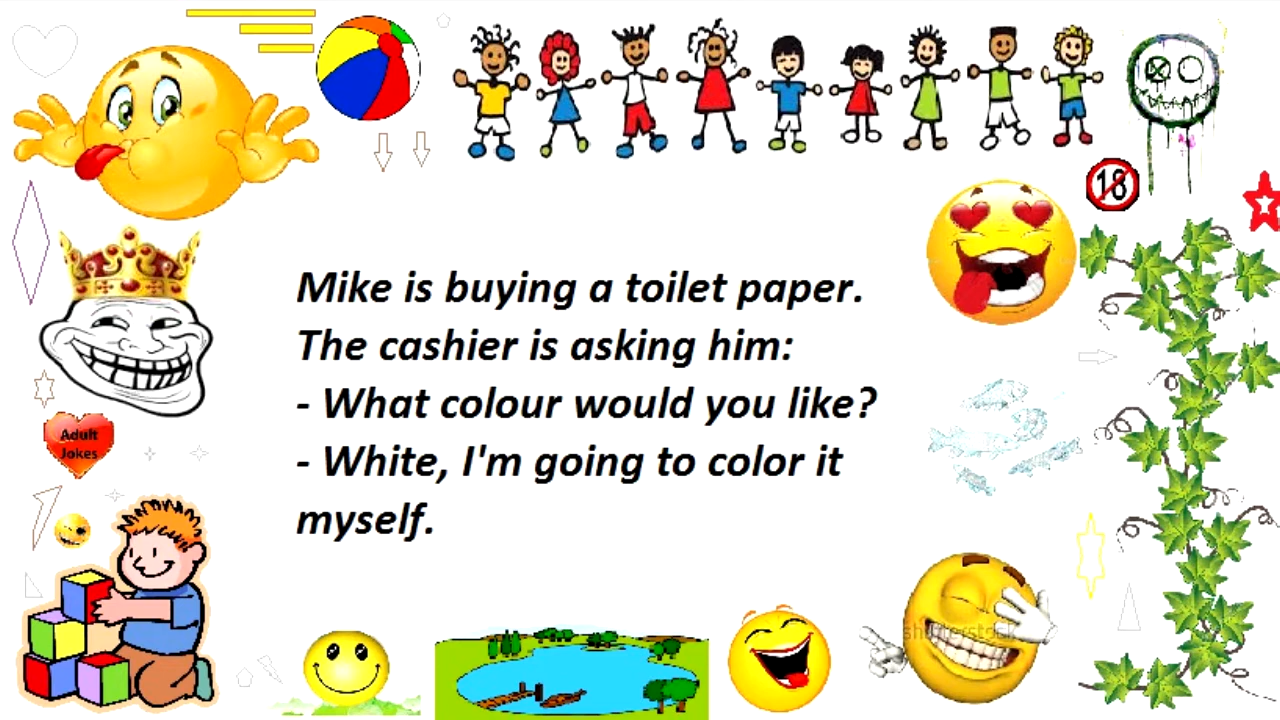 18
Mike is buying a toilet paper.
The cashier is asking him:
- What colour would you like?
- White, I'm going to color it
myself.
Adult
Jokes
shutterstock